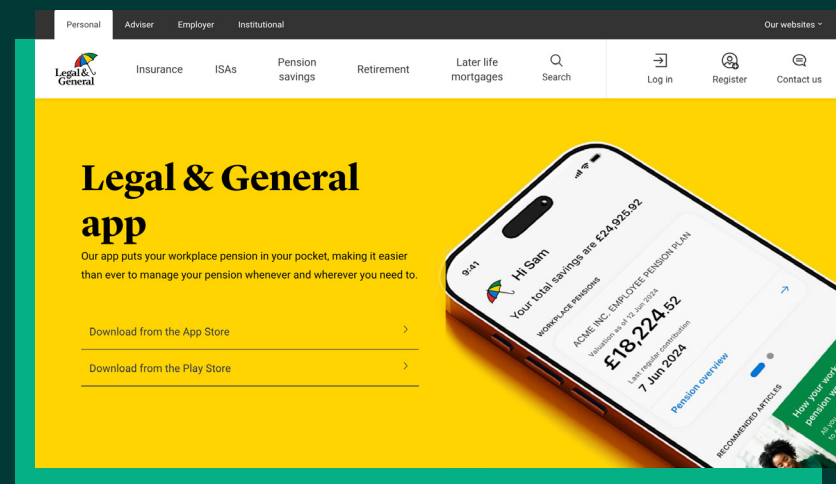 Personal Adviser Employer Institutional Our websites
Legal &
General
Insurance
ISAs
Pension
savings
Retirement
Later life
mortgages
Search
Log in
Register
Contact us
Legal & General
app
Our app puts your workplace pension in your pocket, making it easier
than ever to manage your pension whenever and wherever you need to.
Download from the App Store
Download from the Play Store
9:41
Hi Sam
Your total savings are £24,925.92
WORKPLACE PENSIONS
ACME INC. EMPLOYEE PENSION PLAN
Valuation as of 12 Jun 2024
£18,224.52
Last regular contribution
7 Jun 2024
Pension overview
RECOMMENDED ARTICLES
How your work
pension